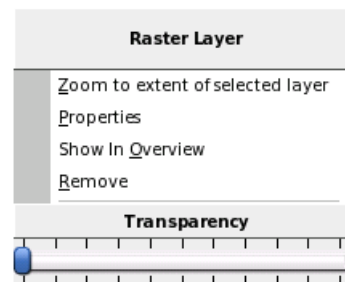 Raster Layer
Zoom to extent of selected layer
Properties
Show In Overview
Remove
Transparency